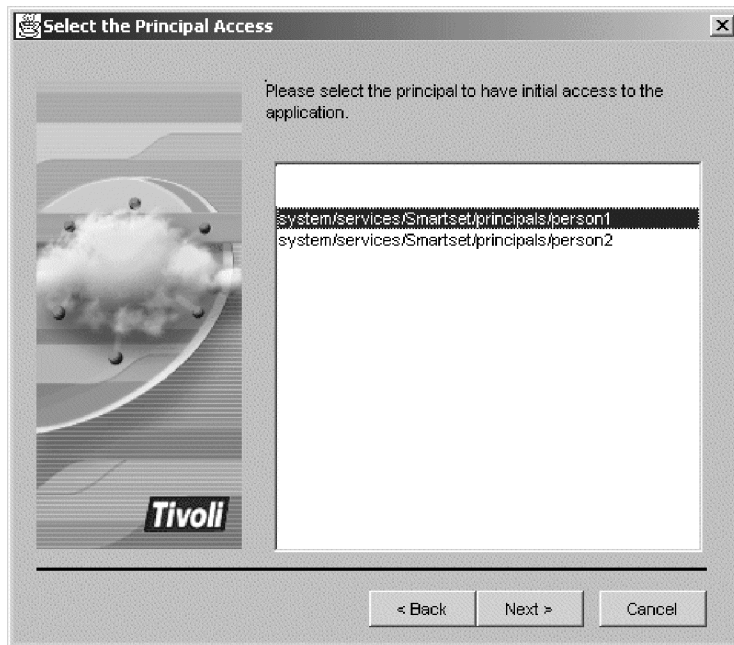 Select the Principal Access
Please select the principal to have initial access to the
application.
system/services/Smartset/principals/person1
system/services/Smartset/principals/person2
Tivoli
< Back
Next >
Cancel